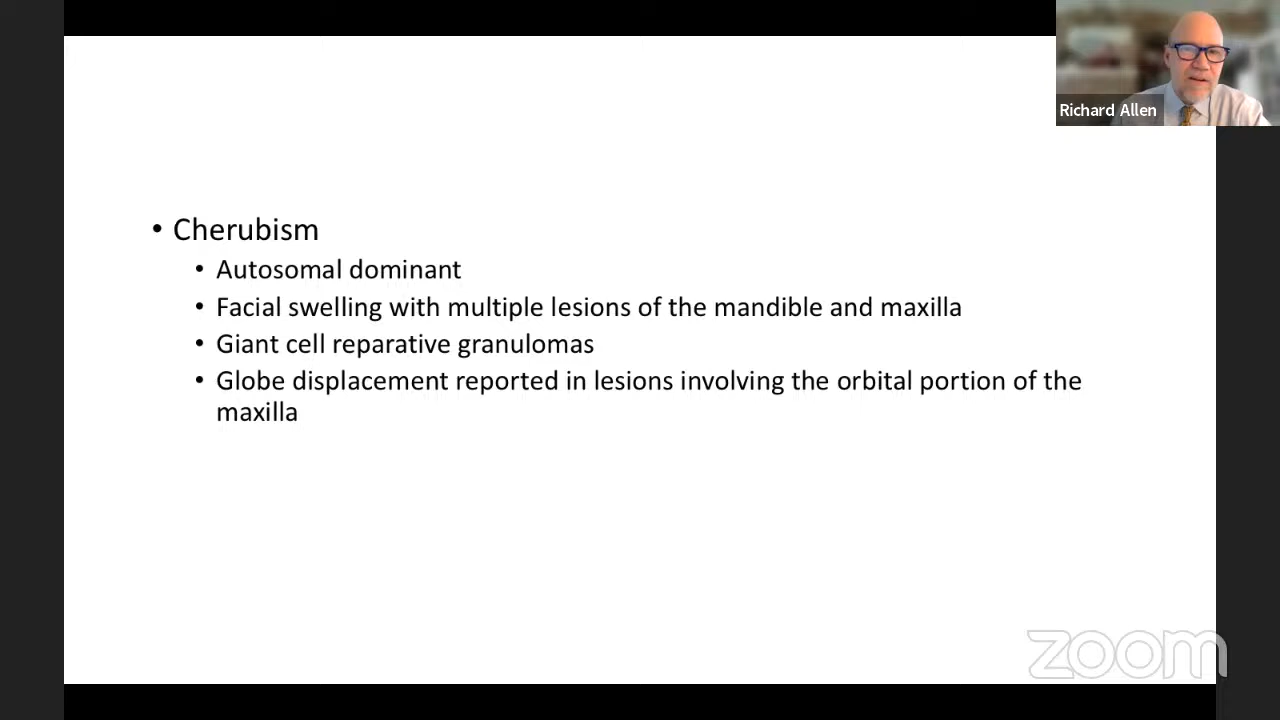 Richard Allen
• Cherubism
• Autosomal dominant
• Facial swelling with multiple lesions of the mandible and maxilla
• Giant cell reparative granulomas
• Globe displacement reported in lesions involving the orbital portion of the
maxilla
zoom